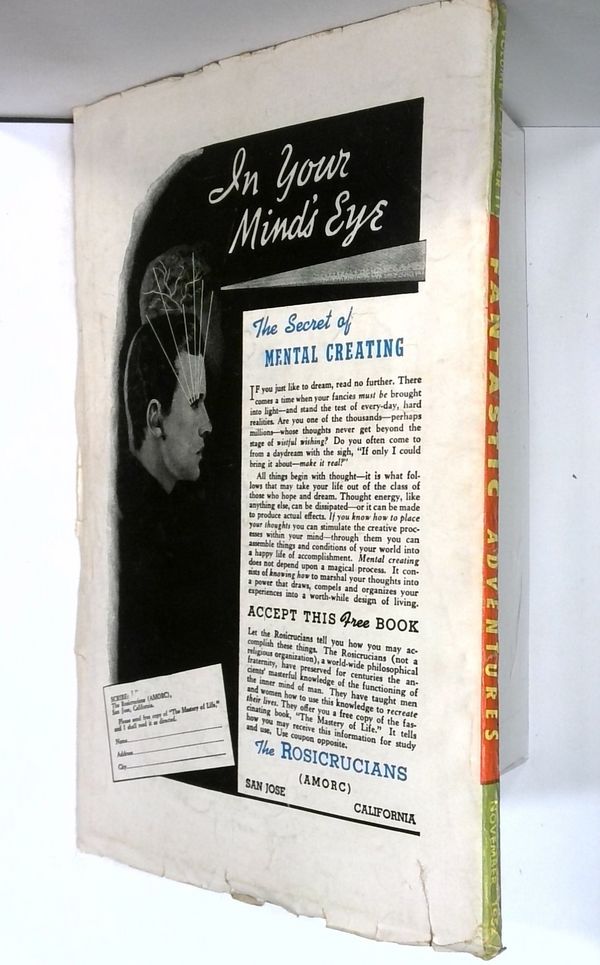 In Your
Mind's Eye
The Secret of
MENTAL CREATING
IF you just like to dream, read no further. There
comes a time when your fancies must be brought
into light—and stand the test of every-day, hard
realities. Are you one of the thousands—perhaps
millions—whose thoughts never get beyond the
stage of wistful wishing? Do you often come to
from a daydream with the sigh, "If only I could
bring it about—make it real?"
All things begin with thought—it is what fol-
lows that may take your life out of the class of
those who hope and dream. Thought energy, like
anything else, can be dissipated—or it can be made
to produce actual effects. If you know how to place
your thoughts you can stimulate the creative proc-
esses within your mind—through them you can
assemble things and conditions of your world into
a happy life of accomplishment. Mental creating
does not depend upon a magical process. It con-
sists of knowing how to marshal your thoughts into
a power that draws, compels and organizes your
experiences into a worth-while design of living.
ACCEPT THIS Free BOOK
Let the Rosicrucians tell you how you may ac-
complish these things. The Rosicrucians (not a
religious organization), a world-wide philosophical
fraternity, have preserved for centuries the an-
cients' masterful knowledge of the functioning of
the inner mind of man. They have taught men
and women how to use this knowledge to recreate
their lives. They offer you a free copy of the fas-
cinating book, "The Mastery of Life." It tells
how you may receive this information for study
and use. Use coupon opposite.
The ROSICRUCIANS
(AMORC)
SAN JOSE
CALIFORNIA
SCRIBE:
The Rosicrucians (AMORC),
San Jose, California.
Please send free copy of "The Mastery of Life,"
and I shall read it as directed.
Name
Address
City
VOLUME
FANTASTIC ADVENTURES
NOVEMBER